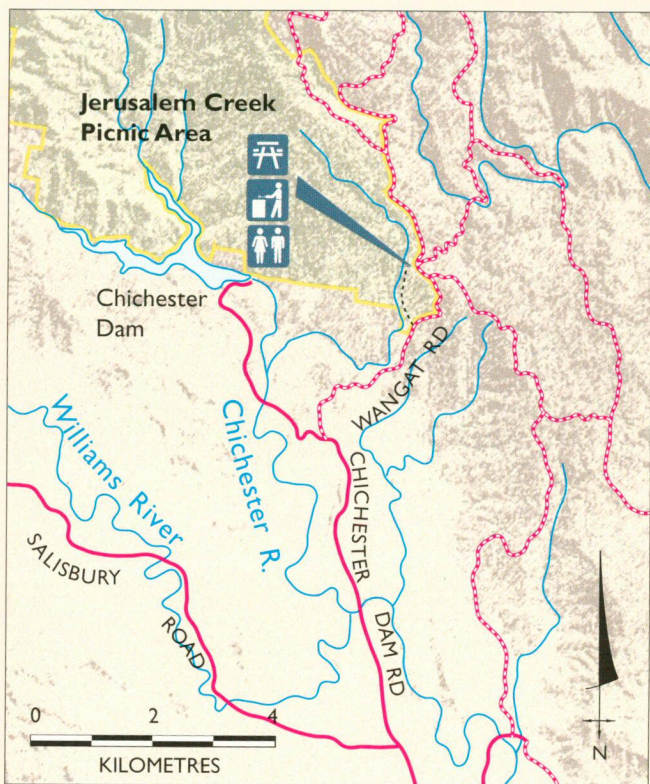 Jerusalem Creek
Picnic Area
Chichester
Dam
WANGAT RD
Williams River
Chichester R.
CHICHESTER
DAM RD
SALISBURY
ROAD
0 2 4
KILOMETRES
N